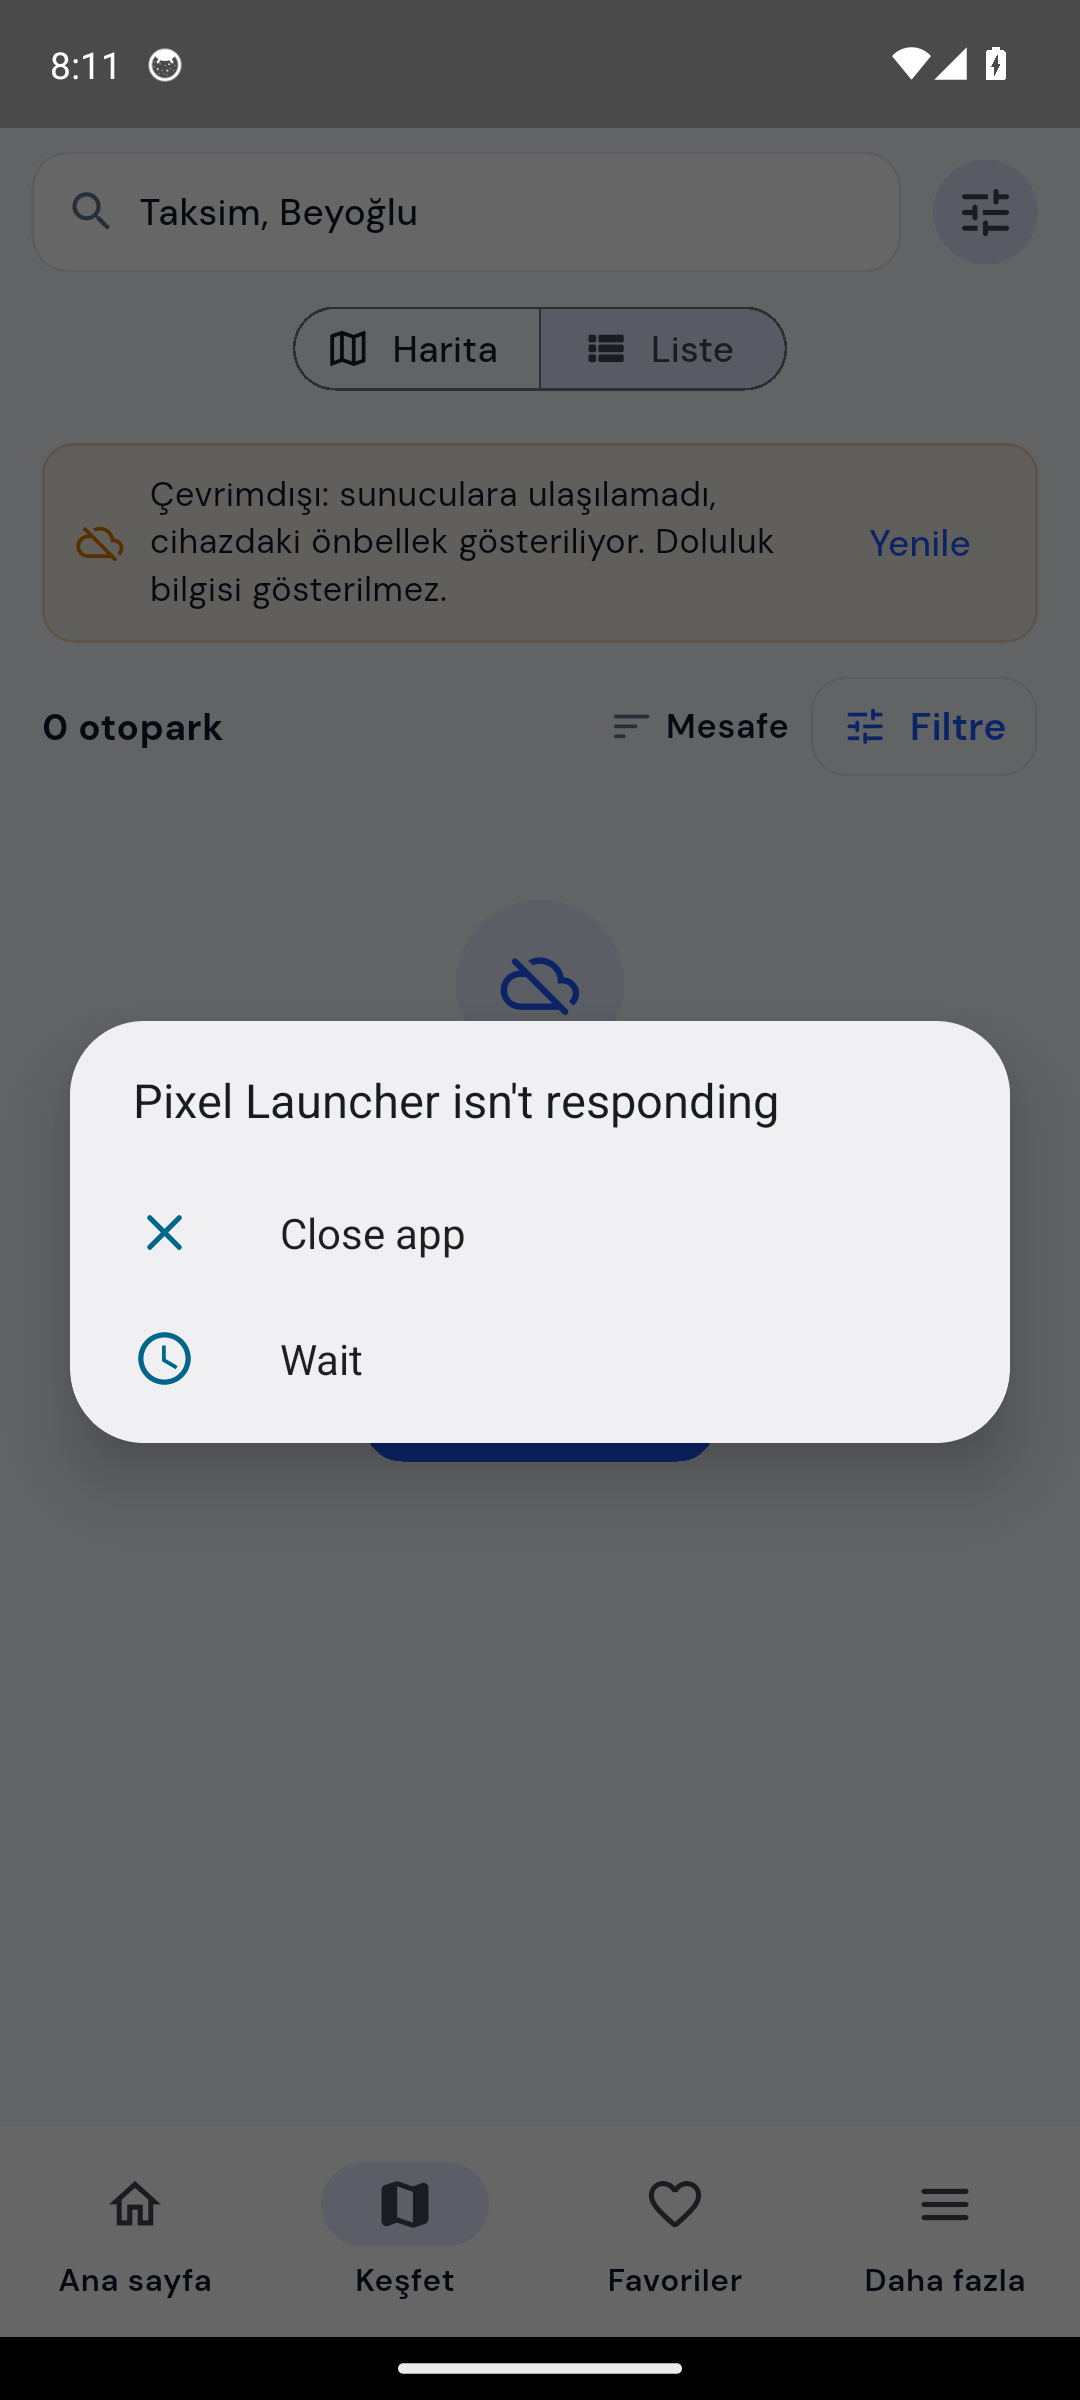 8:11
Taksim, Beyoğlu
Harita
Liste
Çevrimdışı: sunuculara ulaşılamadı,
cihazdaki önbellek gösteriliyor. Doluluk
bilgisi gösterilmez.
Yenile
0 otopark
Mesafe
Filtre
Pixel Launcher isn't responding
Close app
Wait
Ana sayfa
Keşfet
Favoriler
Daha fazla